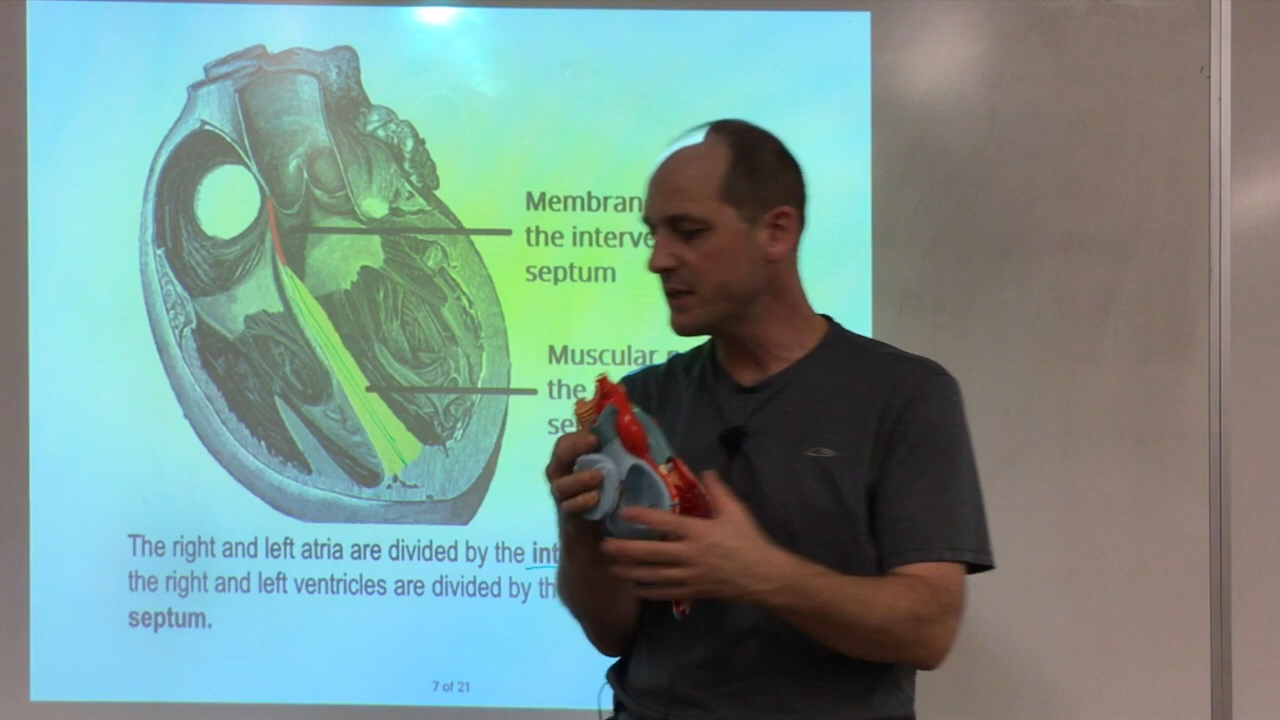 Membran
the interve
septum
Muscular
the
The right and left atria are divided by the int
the right and left ventricles are divided by th
septum.
7 of 21